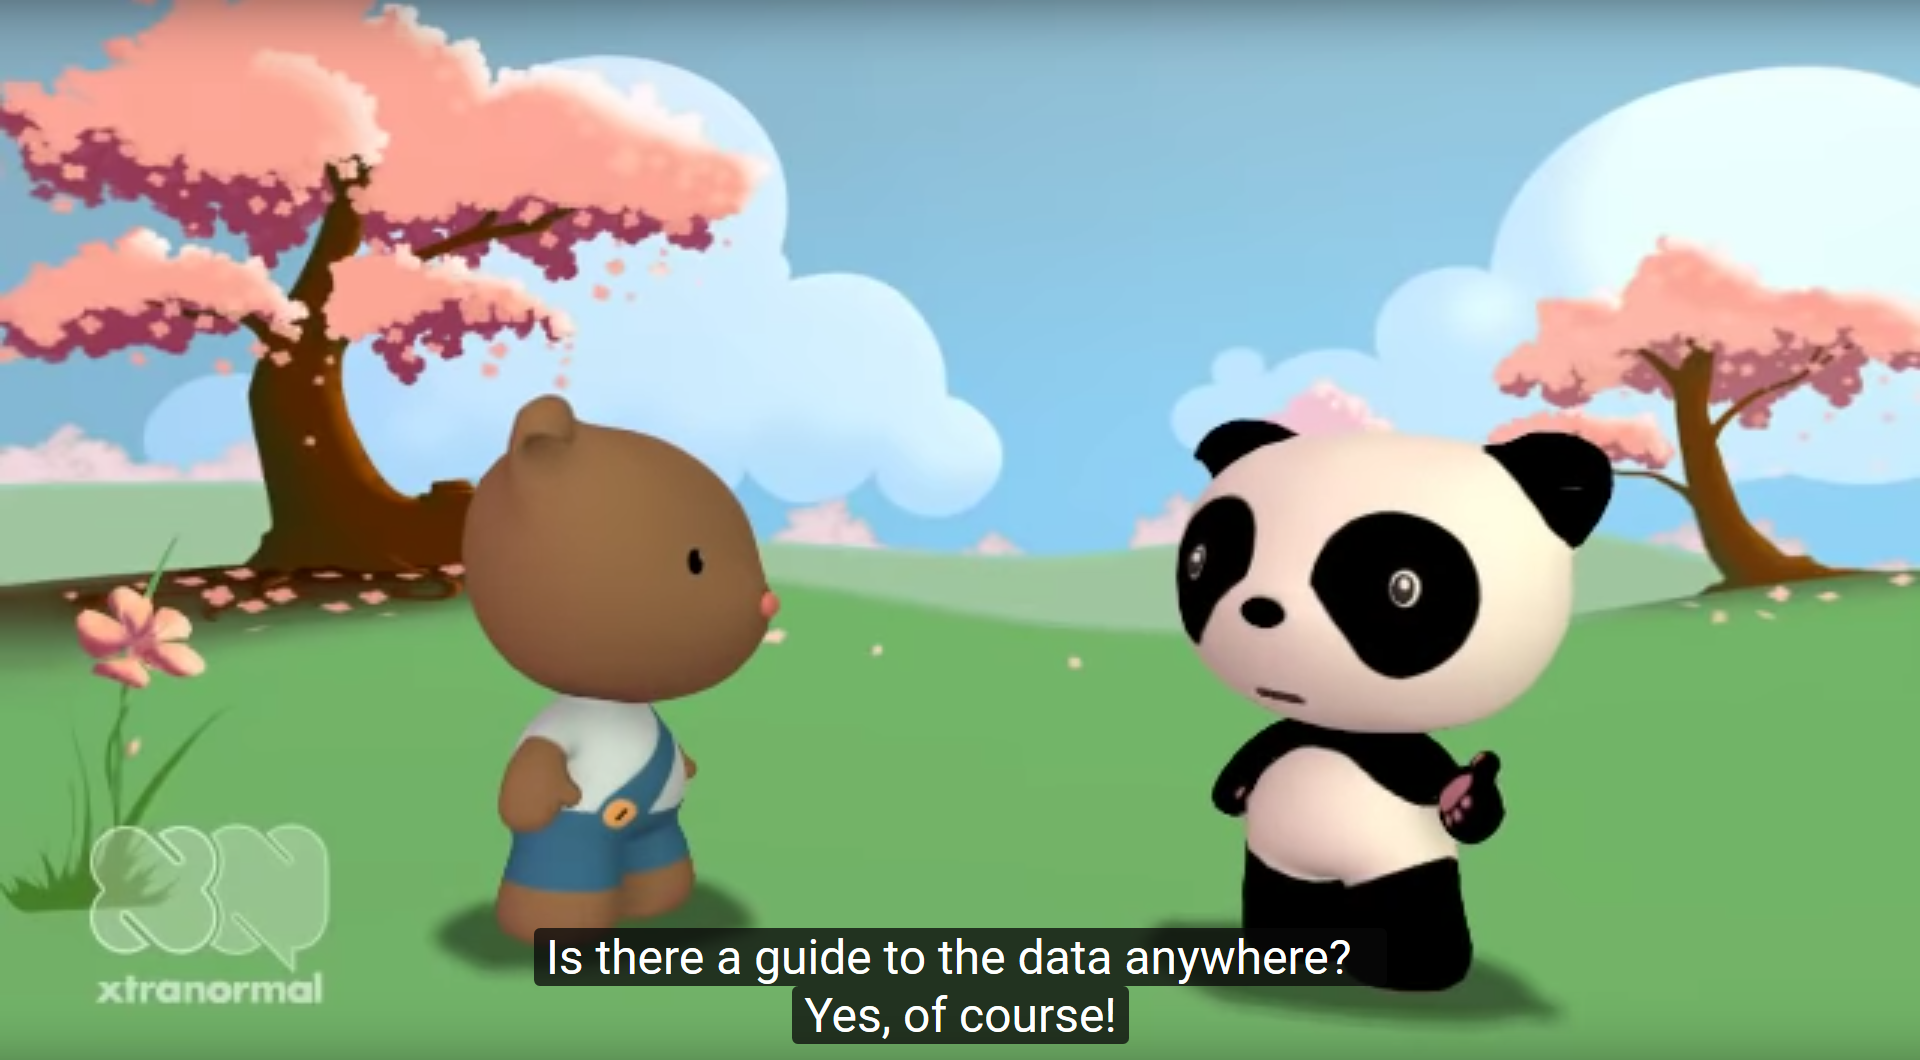 Is there a guide to the data anywhere?
Yes, of course!
xtranormal